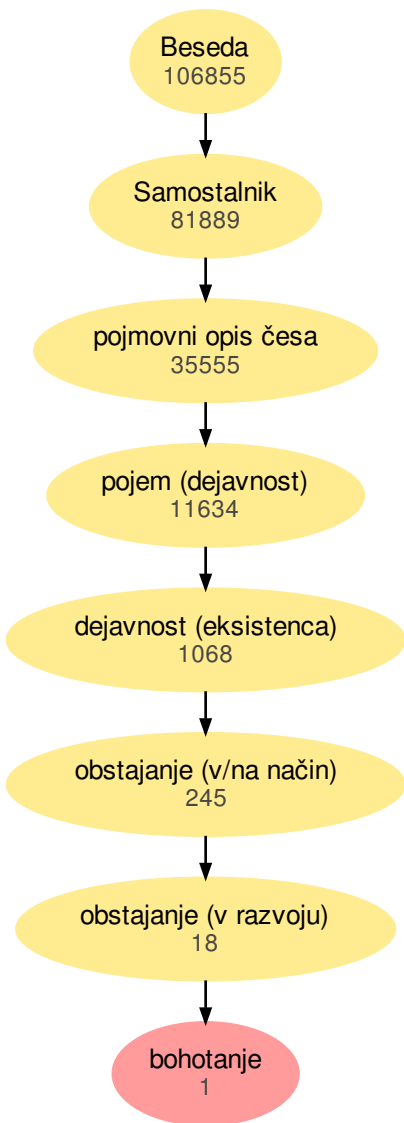 Beseda
106855
Samostalnik
81889
pojmovni opis česa
35555
pojem (dejavnost)
11634
dejavnost (eksistenca)
1068
obstajanje (v/na način)
245
obstajanje (v razvoju)
18
bohotanje
1